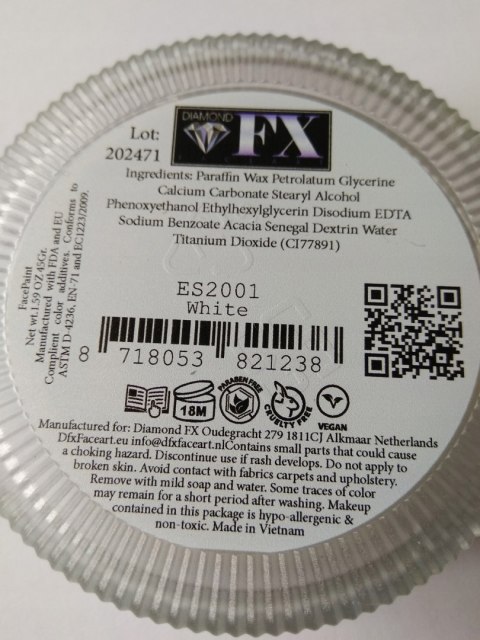 Lot:
202471
DIAMOND
FX
Ingredients: Paraffin Wax Petrolatum Glycerine
Calcium Carbonate Stearyl Alcohol
Phenoxyethanol Ethylhexylglycerin Disodium EDTA
Sodium Benzoate Acacia Senegal Dextrin Water
Titanium Dioxide (CI77891)
FacePaint
Net wt.1.59 OZ 45Gr.
Manufactured with FDA and EU
Complient color additives. Conforms to
ASTM D-4236, EN-71 and EC1223/2009.
ES2001
White
8 718053 821238
18M
PARABEN FREE
CRUELTY FREE
VEGAN
Manufactured for: Diamond FX Oudegracht 279 1811CJ Alkmaar Netherlands
DfxFaceart.eu info@dfxfaceart.nlContains small parts that could cause
a choking hazard. Discontinue use if rash develops. Do not apply to
broken skin. Avoid contact with fabrics carpets and upholstery.
Remove with mild soap and water. Some traces of color
may remain for a short period after washing. Makeup
contained in this package is hypo-allergenic &
non-toxic. Made in Vietnam